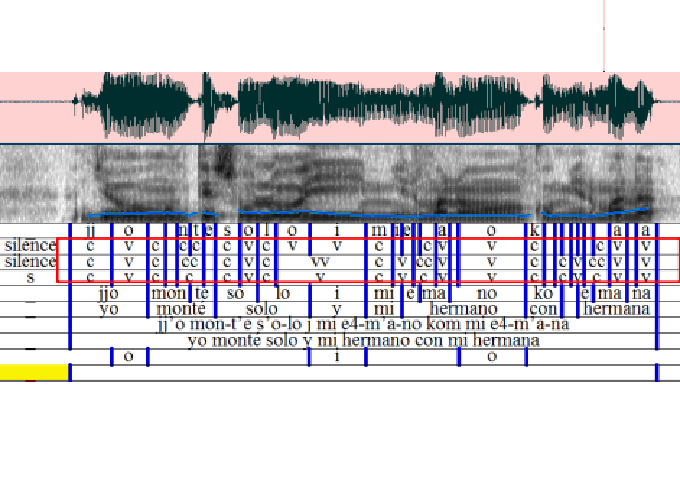 jj o n t e s o l o i m i e a o k a a
silence c v c c c c v c v v c c v v c c v v
silence c v c cc c v c vv c v cc v v c c v cc v v
s c v c c c v c v c v c v v c c v c v v
_ jjo mon te so lo i mi e ma no ko e ma na
_ yo monte solo y mi hermano con hermana
jj'o mon-t'e s'o-lo j mi e4-m'a-no kom mi e4-m'a-na
_ yo monte solo y mi hermano con mi hermana
_ o i o